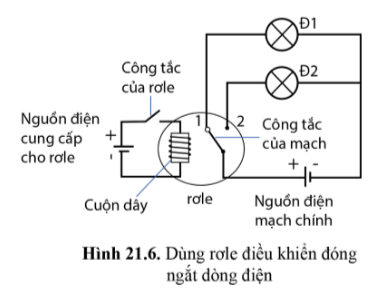 Đ1
Đ2
Công tắc
của rơle
Nguồn điện
cung cấp
cho rơle
+
-
1
2
Công tắc
của mạch
+ -
Cuộn dây
rơle
Nguồn điện
mạch chính
Hình 21.6. Dùng rơle điều khiển đóng
ngắt dòng điện